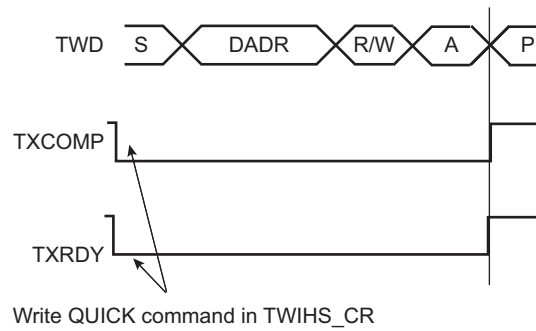 TWD S DADR R/W A P
TXCOMP
TXRDY
Write QUICK command in TWIHS_CR